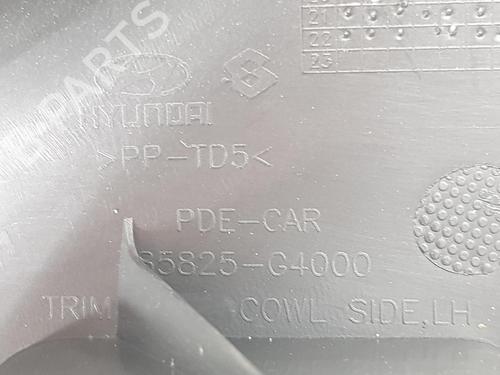 21
22
23
HYUNDAI
>PP-TD5<
PDE-CAR
85825-G4000
TRIM COWL SIDE,LH